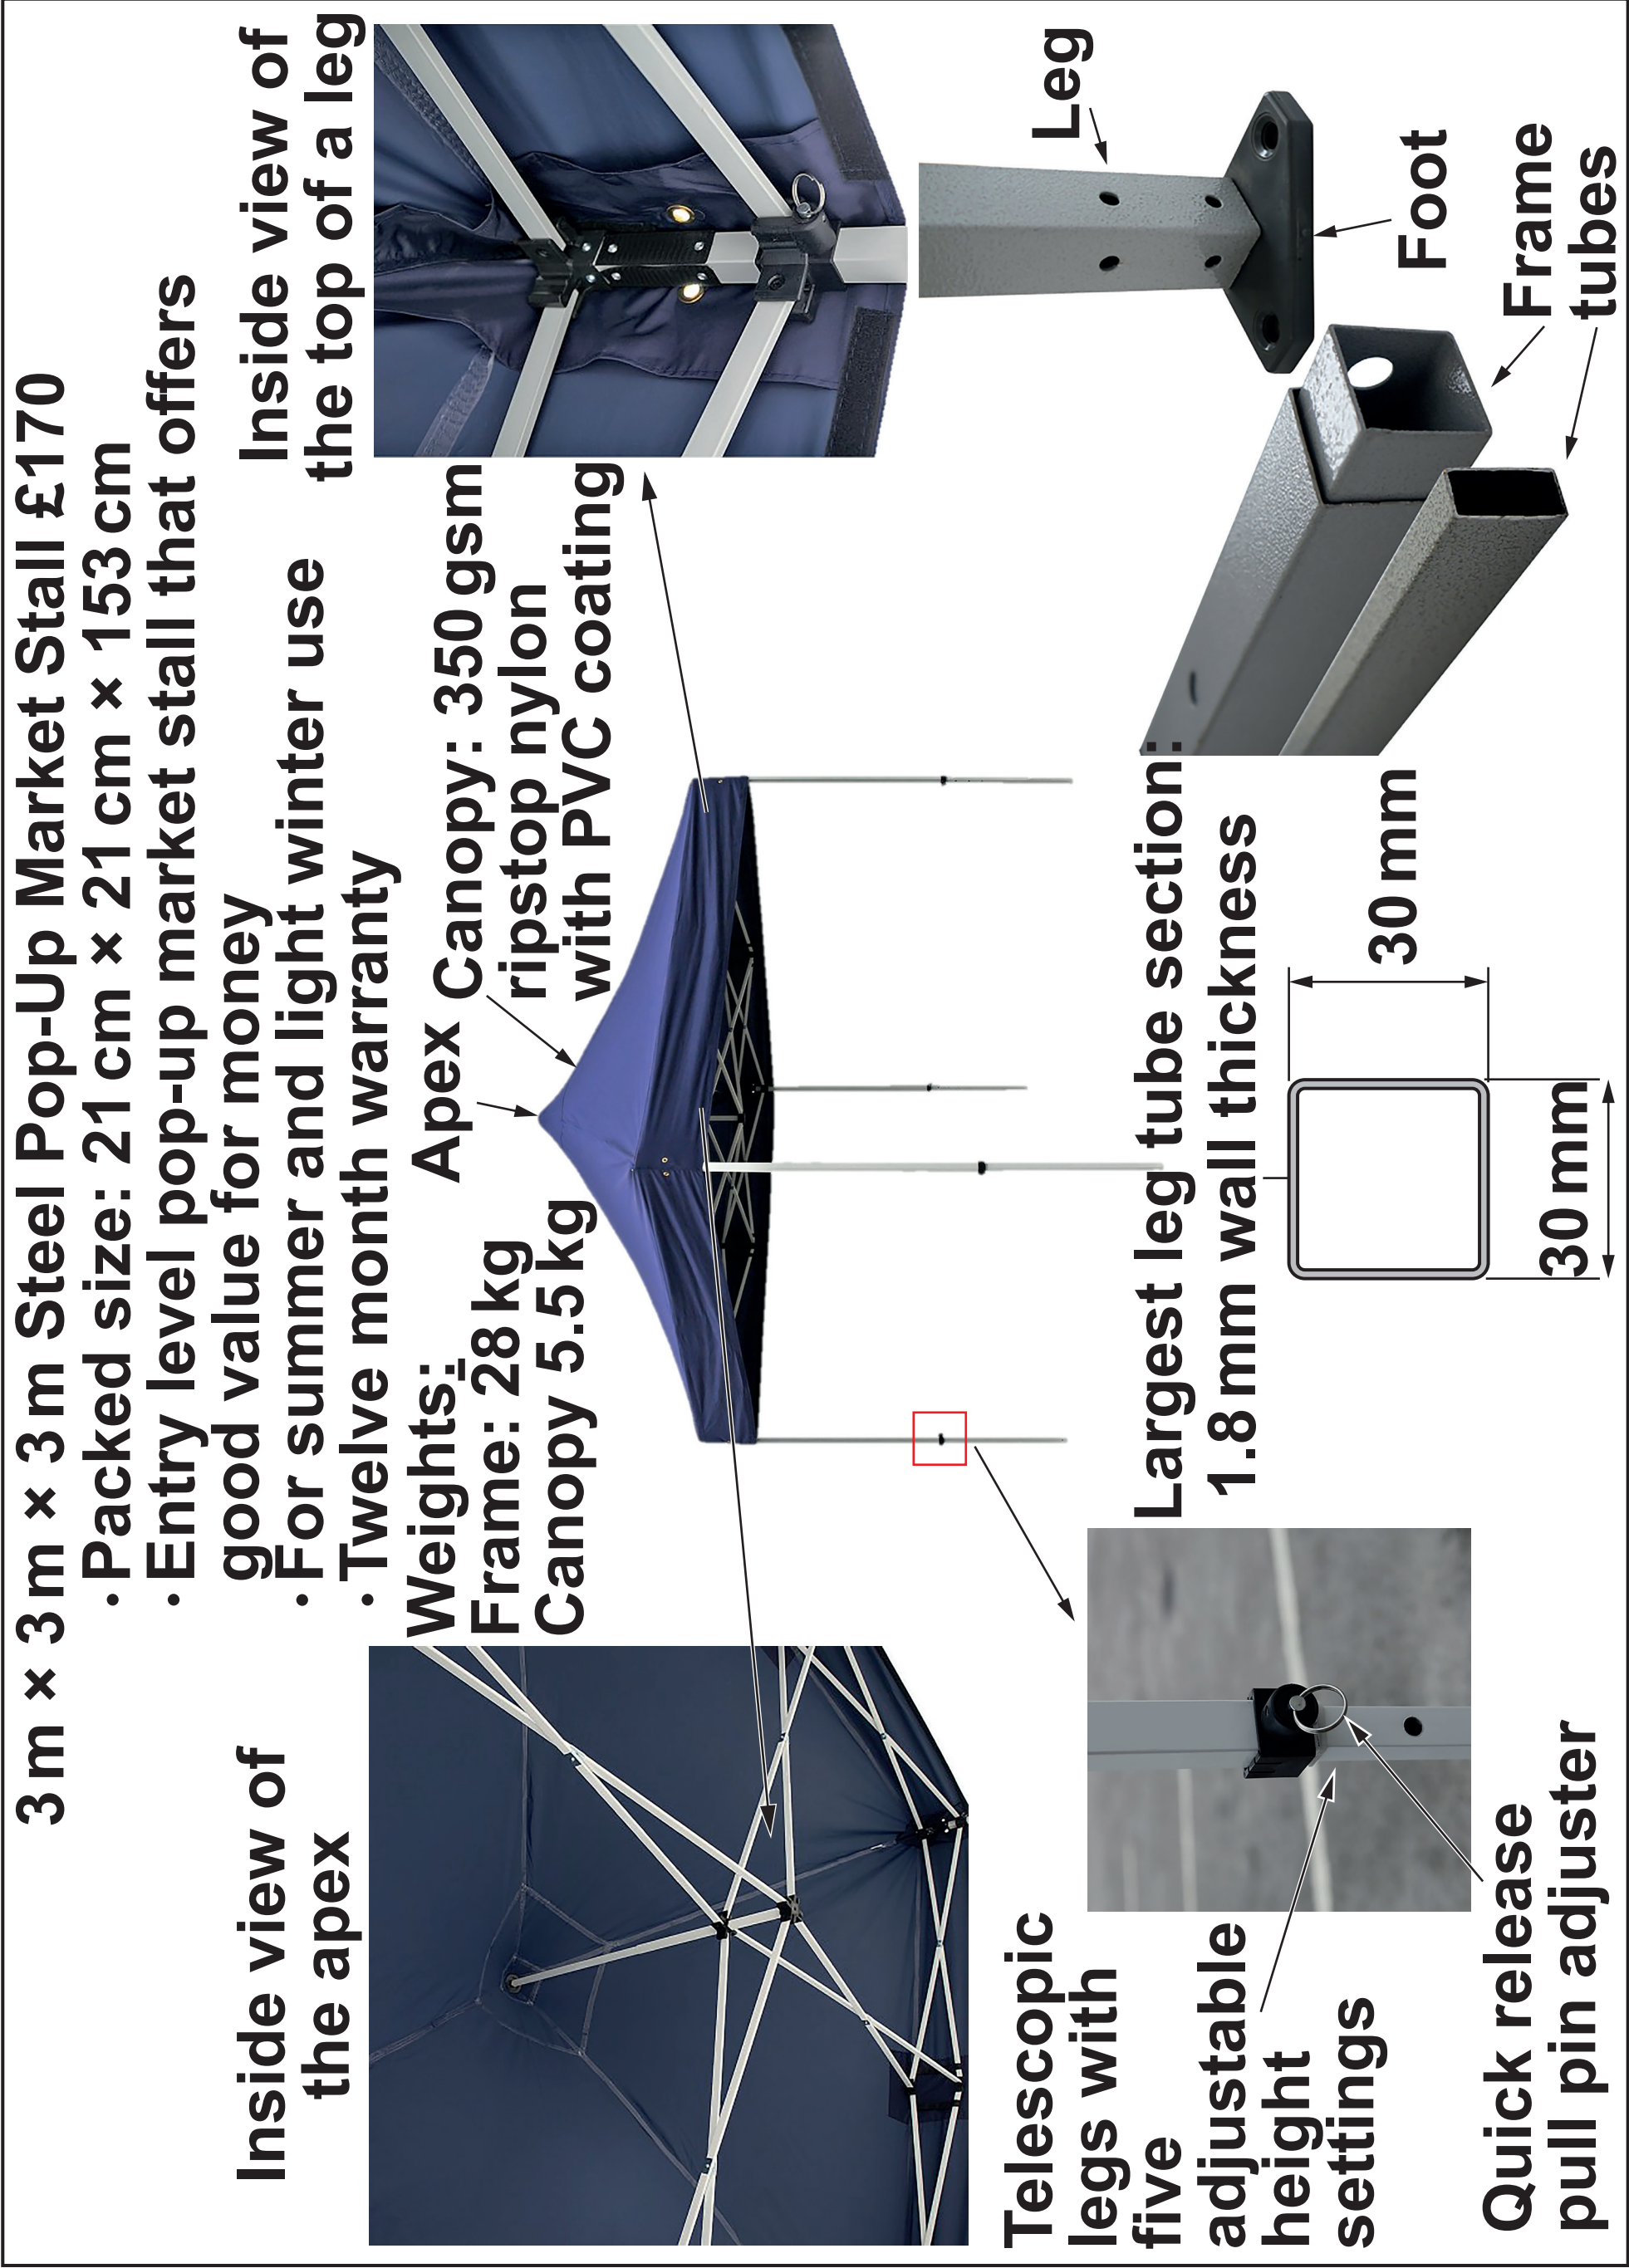 3 m × 3 m × 3 m Steel Pop-Up Market Stall £170
· Packed size: 21 cm × 21 cm × 153 cm
· Entry level pop-up market stall that offers
good value for money
· For summer and light winter use
· Twelve month warranty
Inside view of
the apex
Weights:
Frame: 28 kg
Canopy 5.5 kg
Apex
Canopy: 350 gsm
ripstop nylon
with PVC coating
Inside view of
the top of a leg
Telescopic
legs with
five
adjustable
height
settings
Quick release
pull pin adjuster
Largest leg tube section:
1.8 mm wall thickness
30 mm
30 mm
Leg
Foot
Frame
tubes